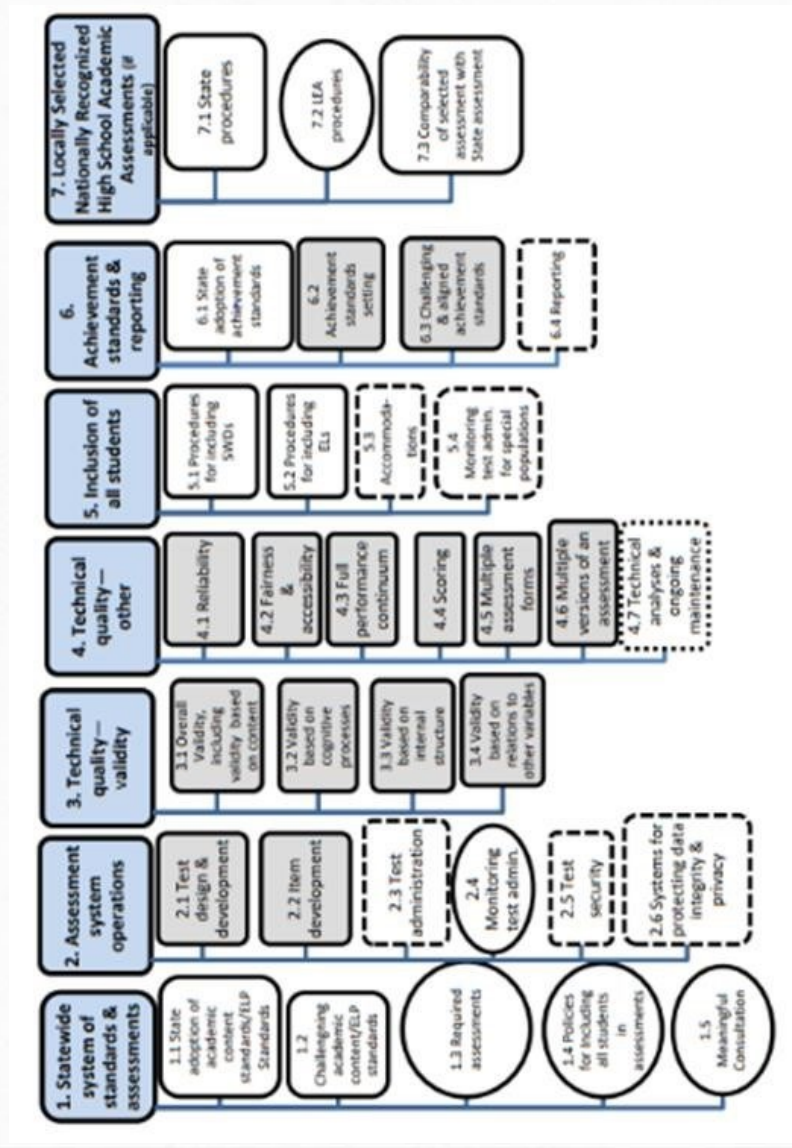 1. Statewide
system of
standards &
assessments
1.1 State
adoption of
academic
content
standards/ELP
Standards
1.2
Challengning
academic
content/ELP
standards
1.3 Required
assessments
1.4 Policies
for Including
all students
in
assessments
1.5
Meaningful
Consultation
2. Assessment
system
operations
2.1 Test
design &
development
2.2 Item
development
2.3 Test
administration
2.4
Monitoring
test admin.
2.5 Test
security
2.6 Systems for
protecting data
integrity &
privacy
3. Technical
quality—
validity
3.1 Overall
Validity,
including
validity based
on content
3.2 Validity
based on
cognitive
processes
3.3 Validity
based on
internal
structure
3.4 Validity
based on
relations to
other variables
4. Technical
quality—
other
4.1 Reliability
4.2 Fairness
&
accessibility
4.3 Full
performance
continuum
4.4 Scoring
4.5 Multiple
assessment
forms
4.6 Multiple
versions of an
assessment
4.7 Technical
analyses &
ongoing
maintenance
5. Inclusion of
all students
5.1 Procedures
for including
SWDs
5.2 Procedures
for including
ELs
5.3
Accommoda-
tions
5.4
Monitoring
test admin.
for special
populations
6.
Achievement
standards &
reporting
6.1 State
adoption of
achievement
standards
6.2
Achievement
standards
setting
6.3 Challenging
& aligned
achievement
standards
6.4 Reporting
7. Locally Selected
Nationally Recognized
High School Academic
Assessments (if
applicable)
7.1 State
procedures
7.2 LEA
procedures
7.3 Comparability
of selected
assessment with
State assessment